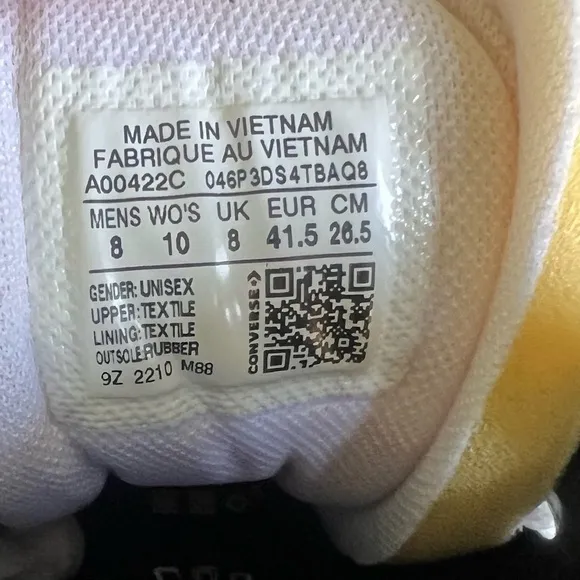 MADE IN VIETNAM
FABRIQUE AU VIETNAM
A00422C 046P3DS4TBAQ8
MENS WO'S UK EUR CM
8 10 8 41.5 26.5
GENDER: UNISEX
UPPER: TEXTILE
LINING: TEXTILE
OUTSOLE: RUBBER
9Z 2210 M88
CONVERSE